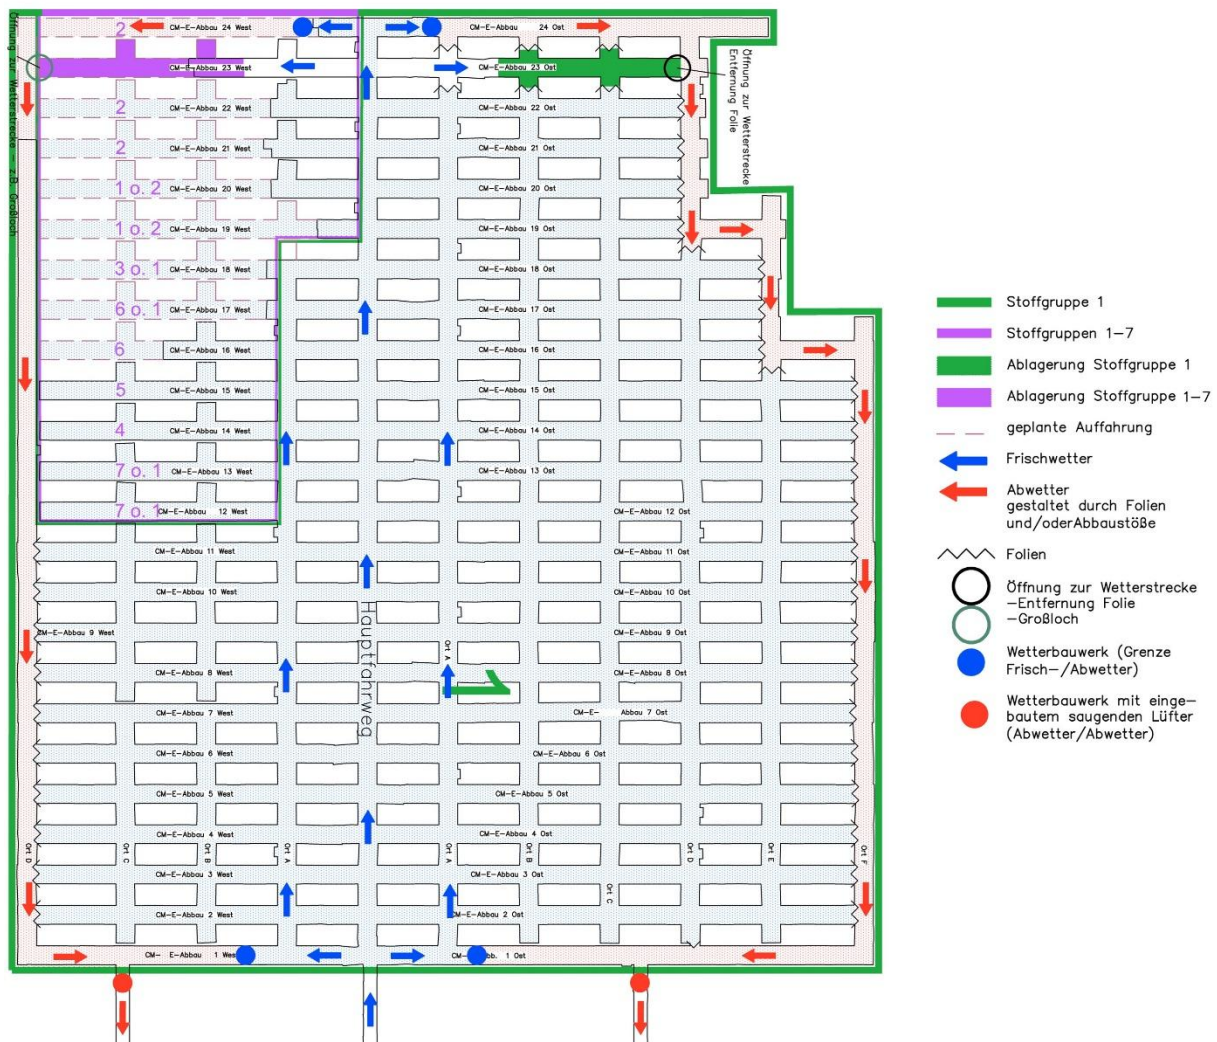 Öffnung zur Wetterstrecke – z.B. Großloch
2
CM-E-Abbau 24 West
CM-E-Abbau 24 Ost
CM-E-Abbau 23 West
CM-E-Abbau 23 Ost
Öffnung zur Wetterstrecke
Entfernung Folie
2
CM-E-Abbau 22 West
CM-E-Abbau 22 Ost
2
CM-E-Abbau 21 West
CM-E-Abbau 21 Ost
1 o. 2
CM-E-Abbau 20 West
CM-E-Abbau 20 Ost
1 o. 2
CM-E-Abbau 19 West
CM-E-Abbau 19 Ost
3 o. 1
CM-E-Abbau 18 West
CM-E-Abbau 18 Ost
6 o. 1
CM-E-Abbau 17 West
CM-E-Abbau 17 Ost
6
CM-E-Abbau 16 West
CM-E-Abbau 16 Ost
5
CM-E-Abbau 15 West
CM-E-Abbau 15 Ost
4
CM-E-Abbau 14 West
CM-E-Abbau 14 Ost
7 o. 1
CM-E-Abbau 13 West
CM-E-Abbau 13 Ost
7 o. 1
CM-E-Abbau 12 West
CM-E-Abbau 12 Ost
CM-E-Abbau 11 West
CM-E-Abbau 11 Ost
CM-E-Abbau 10 West
CM-E-Abbau 10 Ost
CM-E-Abbau 9 West
CM-E-Abbau 9 Ost
Hauptfahrweg
Ort A
1
CM-E-Abbau 8 West
CM-E-Abbau 8 Ost
CM-E-Abbau 7 West
CM-E- Abbau 7 Ost
CM-E-Abbau 6 West
CM-E-Abbau 6 Ost
CM-E-Abbau 5 West
CM-E-Abbau 5 Ost
CM-E-Abbau 4 West
CM-E-Abbau 4 Ost
Ort D
Ort C
Ort B
Ort A
Ort A
Ort B
Ort D
Ort E
Ort F
CM-E-Abbau 3 West
CM-E-Abbau 3 Ost
Ort C
CM-E-Abbau 2 West
CM-E-Abbau 2 Ost
CM- E-Abbau 1 West
CM- bb. 1 Ost
Stoffgruppe 1
Stoffgruppen 1-7
Ablagerung Stoffgruppe 1
Ablagerung Stoffgruppe 1-7
geplante Auffahrung
Frischwetter
Abwetter
gestaltet durch Folien
und/oderAbbaustöße
Folien
Öffnung zur Wetterstrecke
-Entfernung Folie
-Großloch
Wetterbauwerk (Grenze
Frisch-/Abwetter)
Wetterbauwerk mit einge-
bautem saugenden Lüfter
(Abwetter/Abwetter)